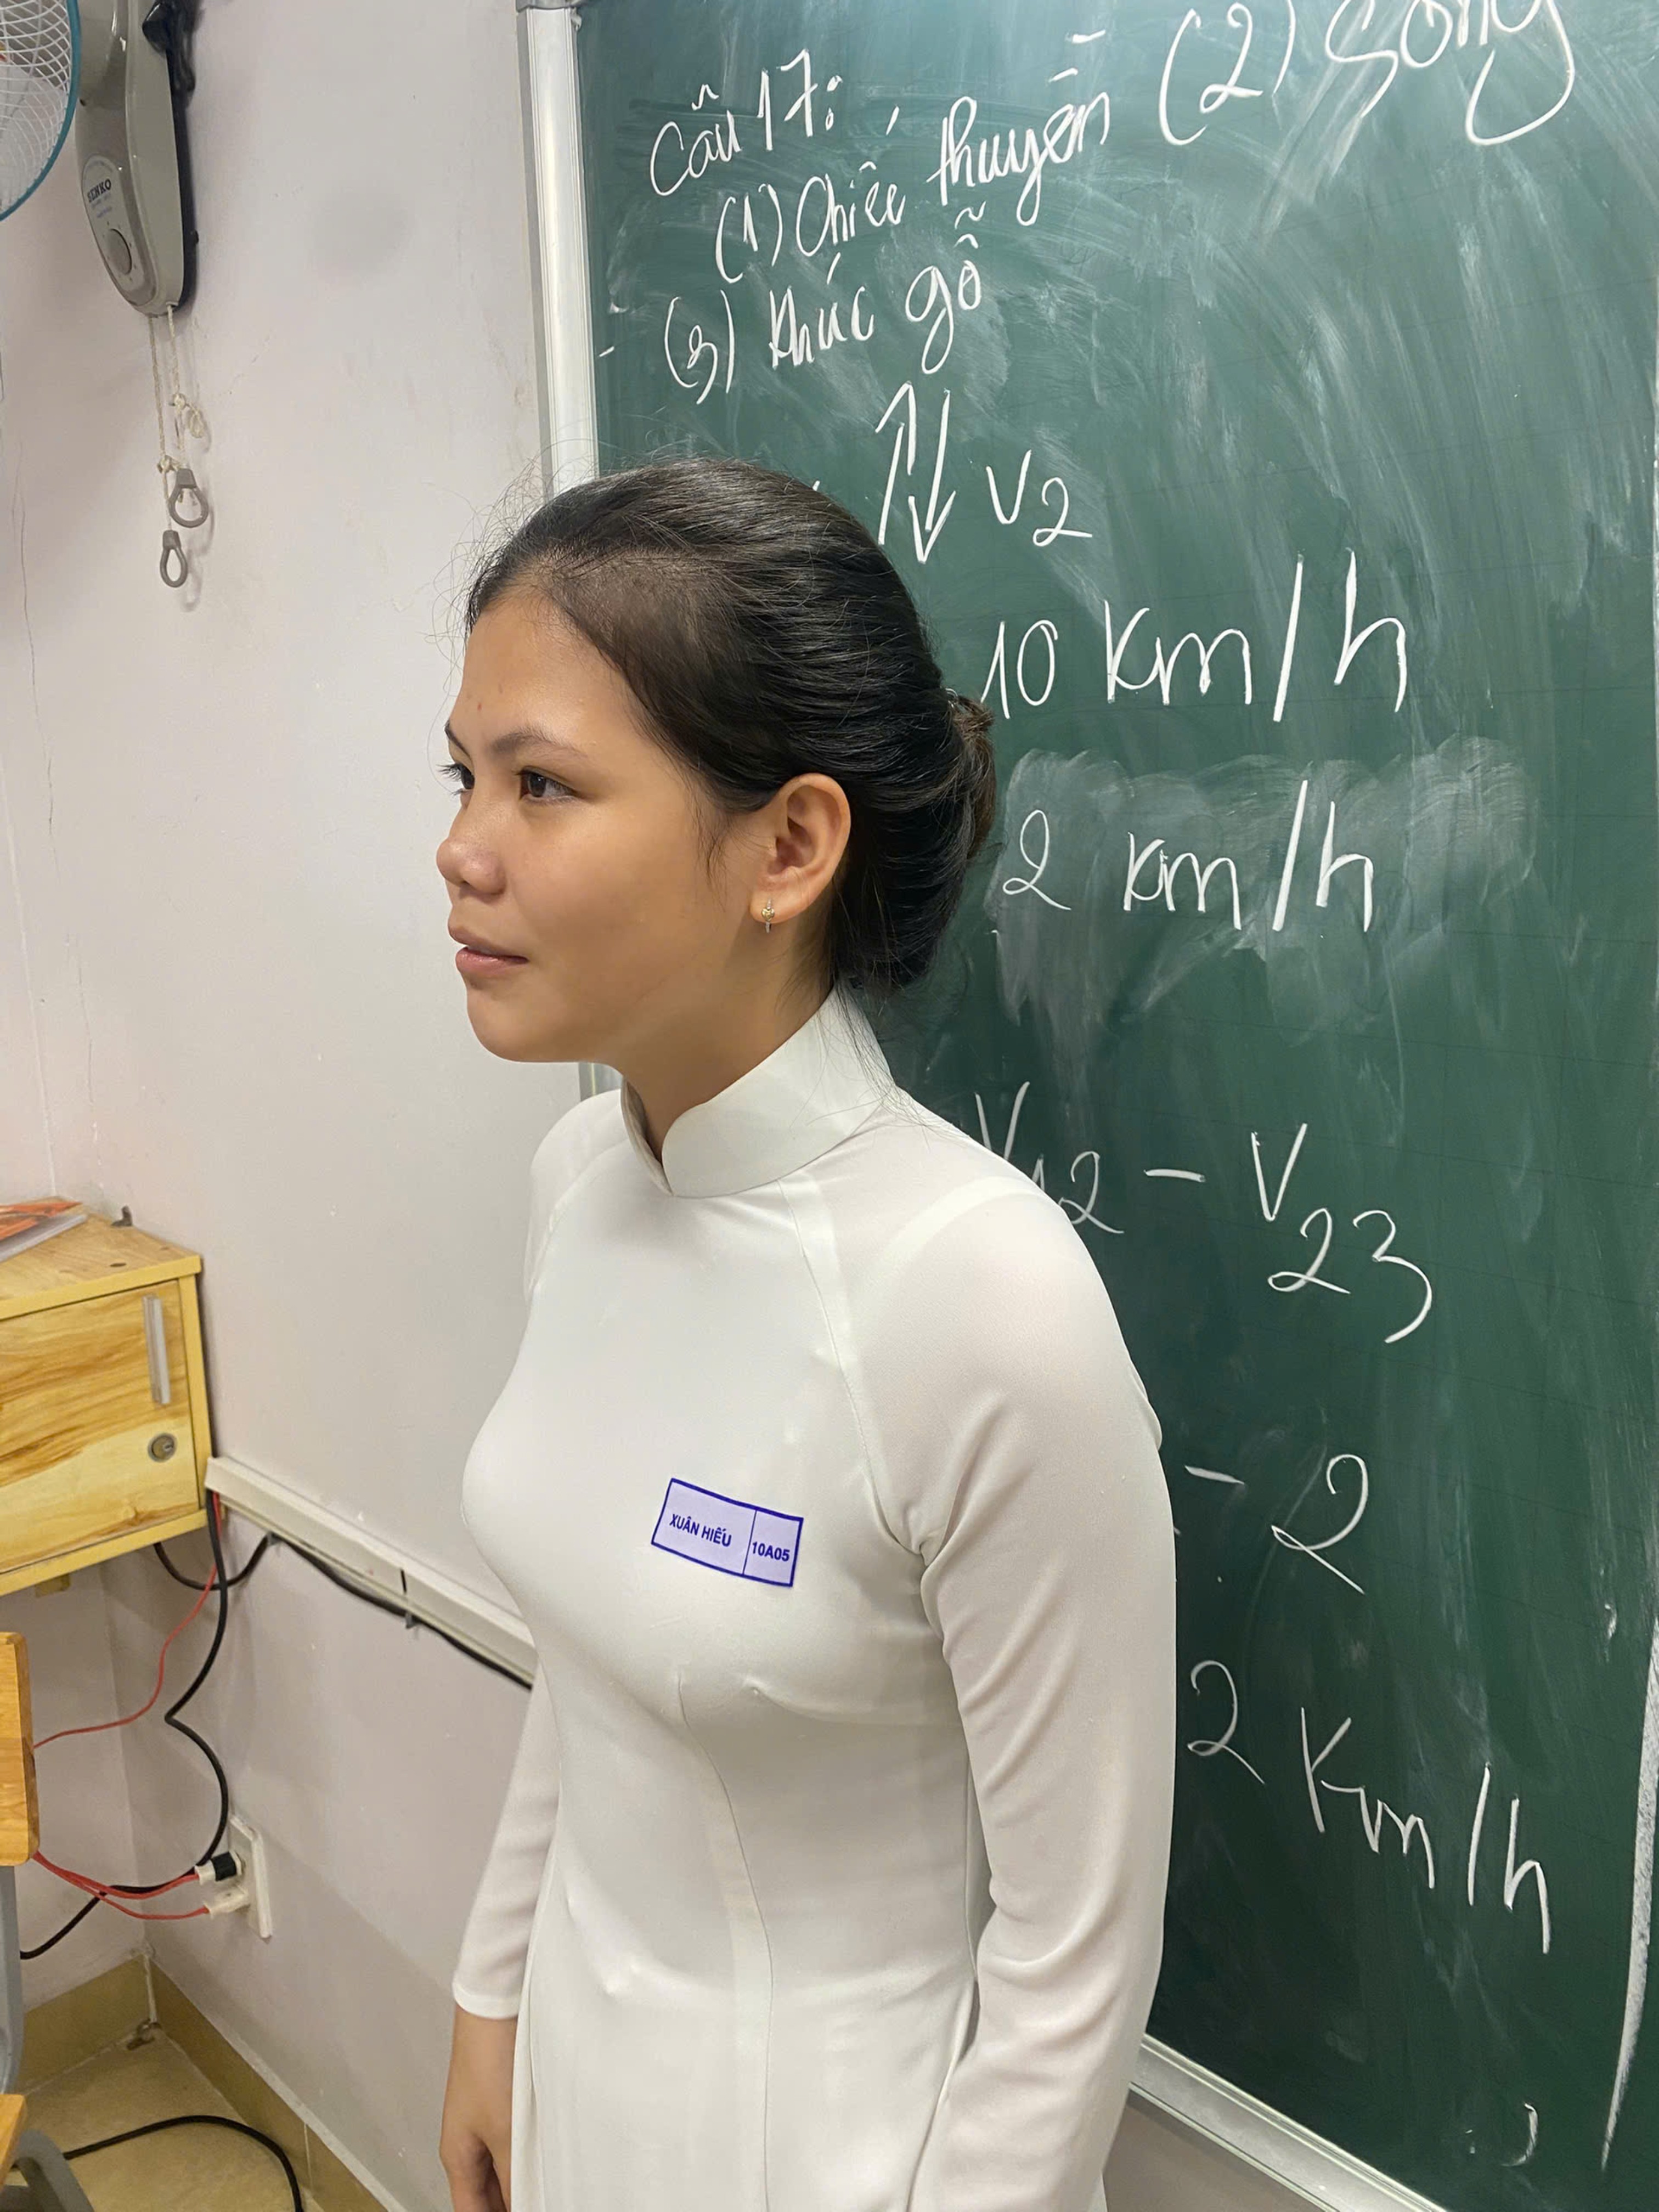 Câu 17:
(1) Chiếc thuyền (2) Sông
(3) Khúc gỗ
V2
10 km/h
2 km/h
V12 - V23
- 2
2 Km/h
SENKO
XUÂN HIẾU 10A05